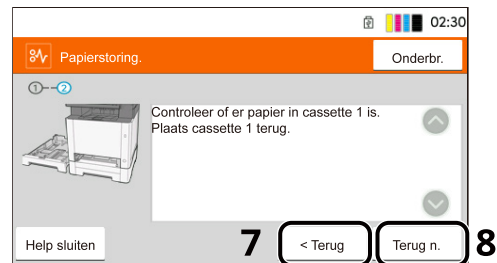 02:30
Papierstoring.
Onderbr.
1 2
Controleer of er papier in cassette 1 is.
Plaats cassette 1 terug.
Help sluiten
7
< Terug
Terug n.
8